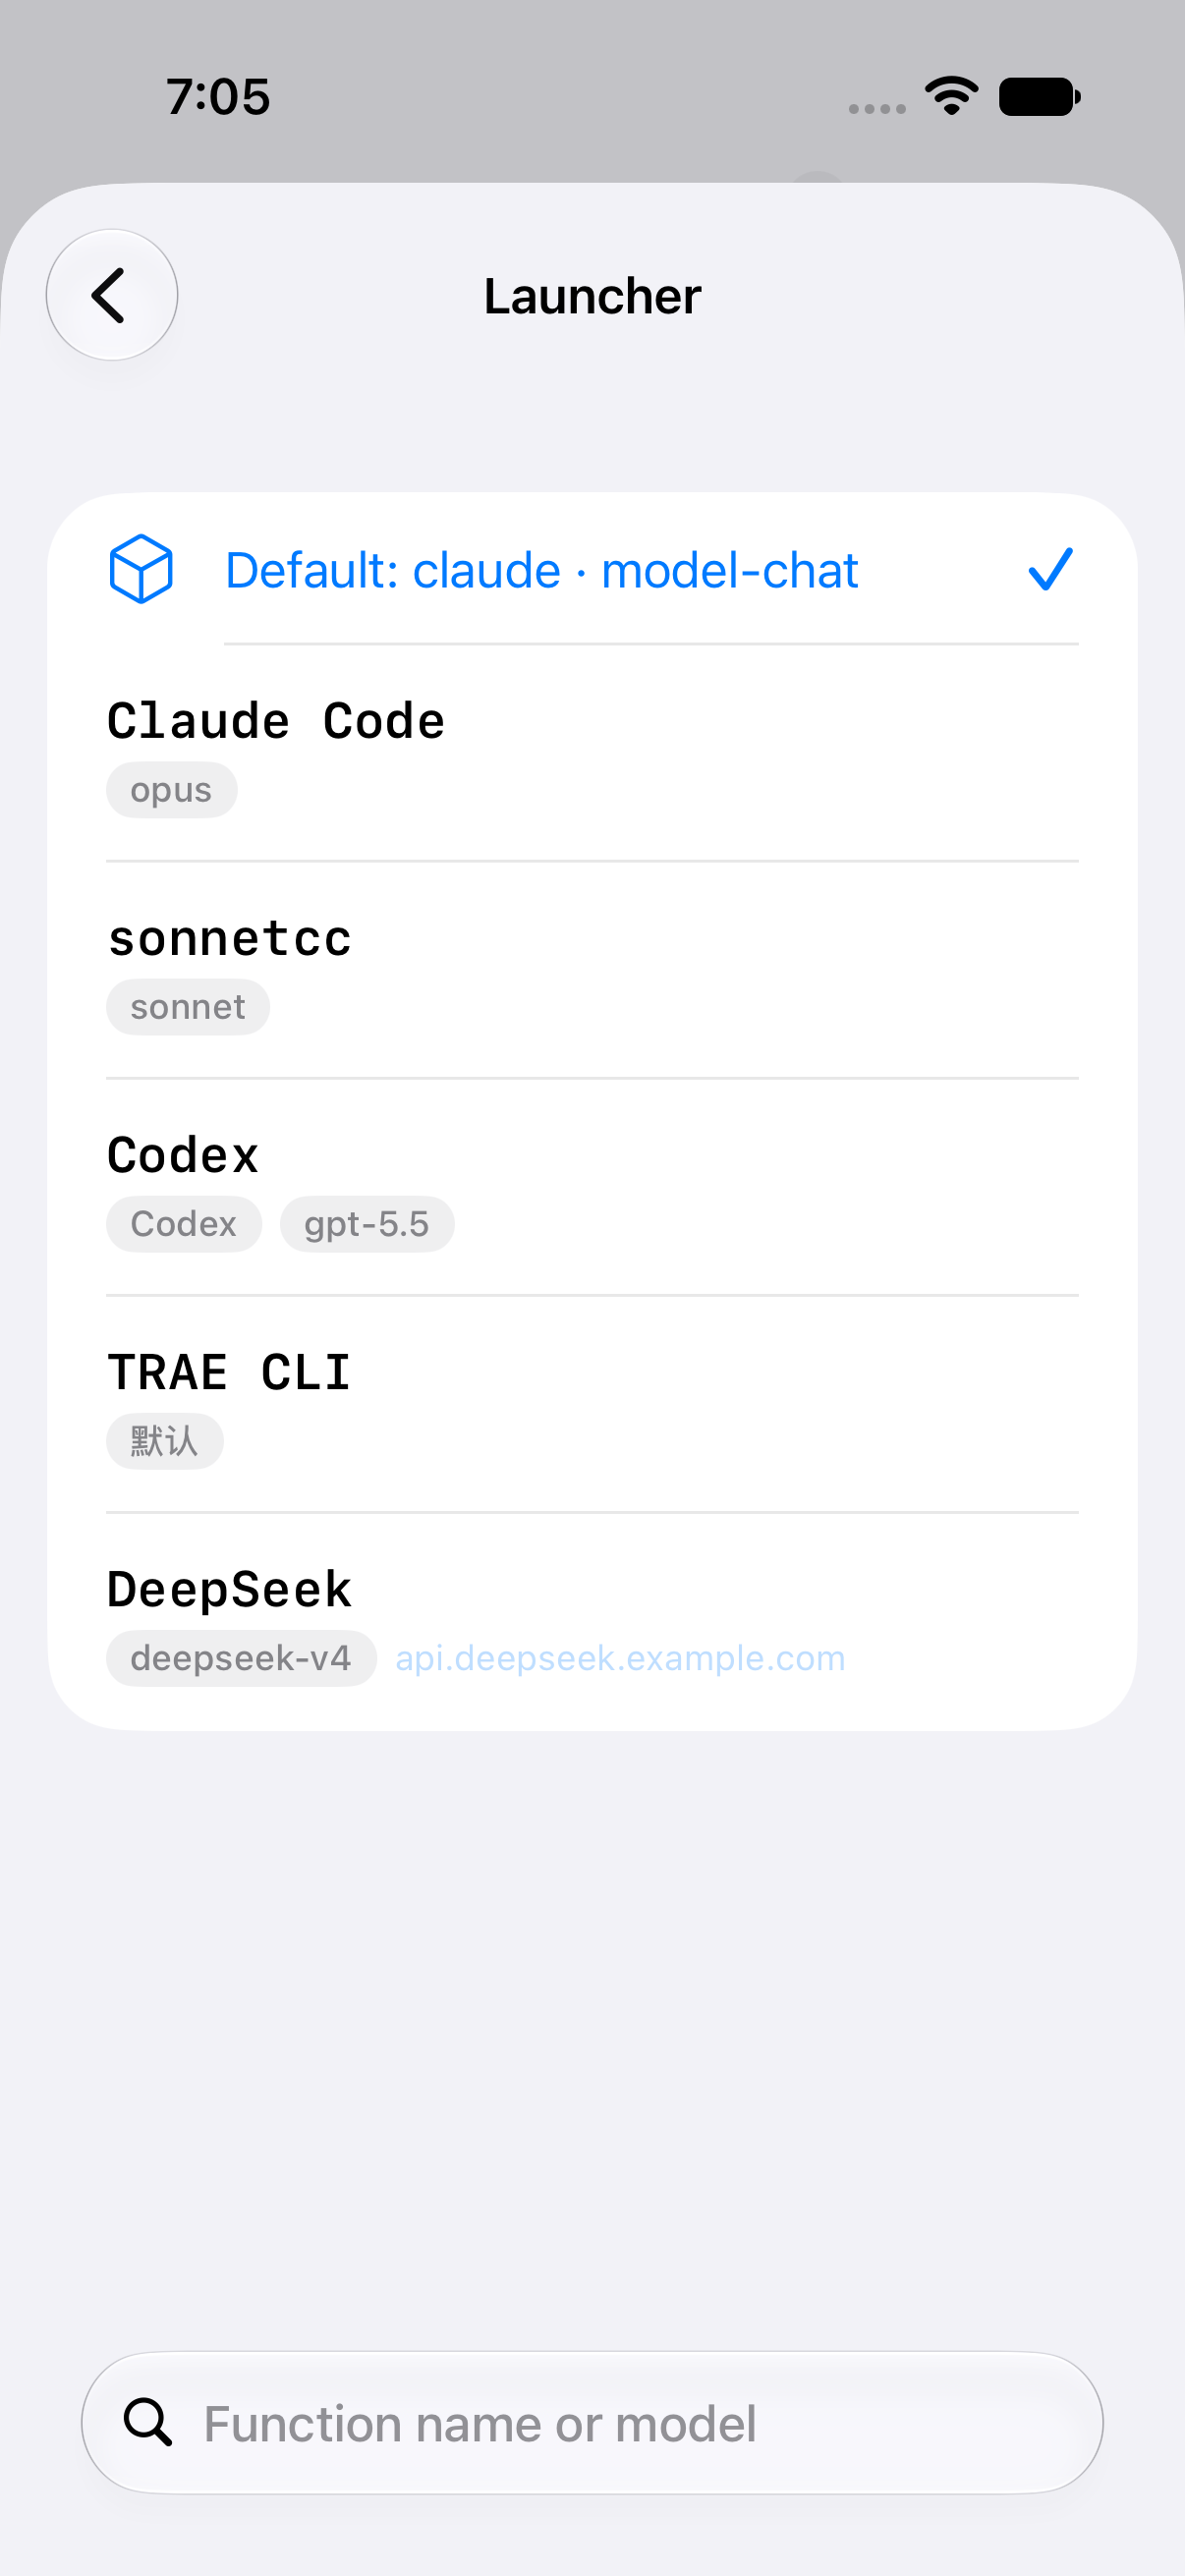 7:05
Launcher
Default: claude · model-chat
Claude Code
opus
sonnetcc
sonnet
Codex
Codex gpt-5.5
TRAE CLI
默认
DeepSeek
deepseek-v4 api.deepseek.example.com
Function name or model